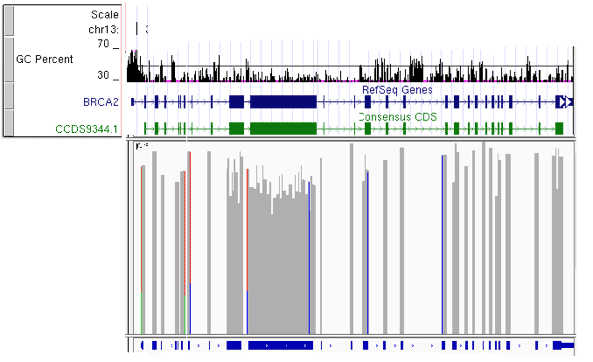 Scale
chr13:
70
GC Percent
30
RefSeq Genes
BRCA2
Consensus CDS
CCDS9344.1